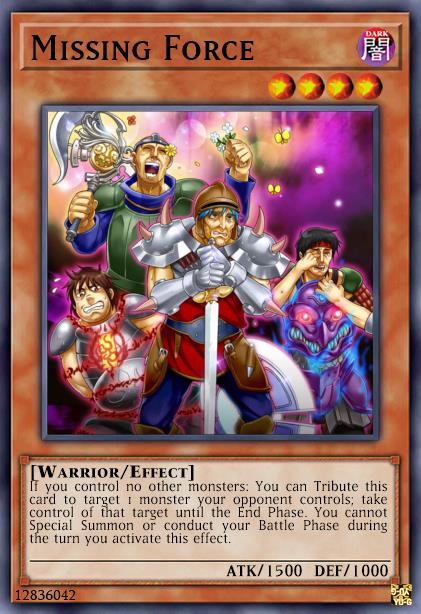 Missing Force
DARK
闇
[Warrior/Effect]
If you control no other monsters: You can Tribute this
card to target 1 monster your opponent controls; take
control of that target until the End Phase. You cannot
Special Summon or conduct your Battle Phase during
the turn you activate this effect.
ATK/1500 DEF/1000
12836042